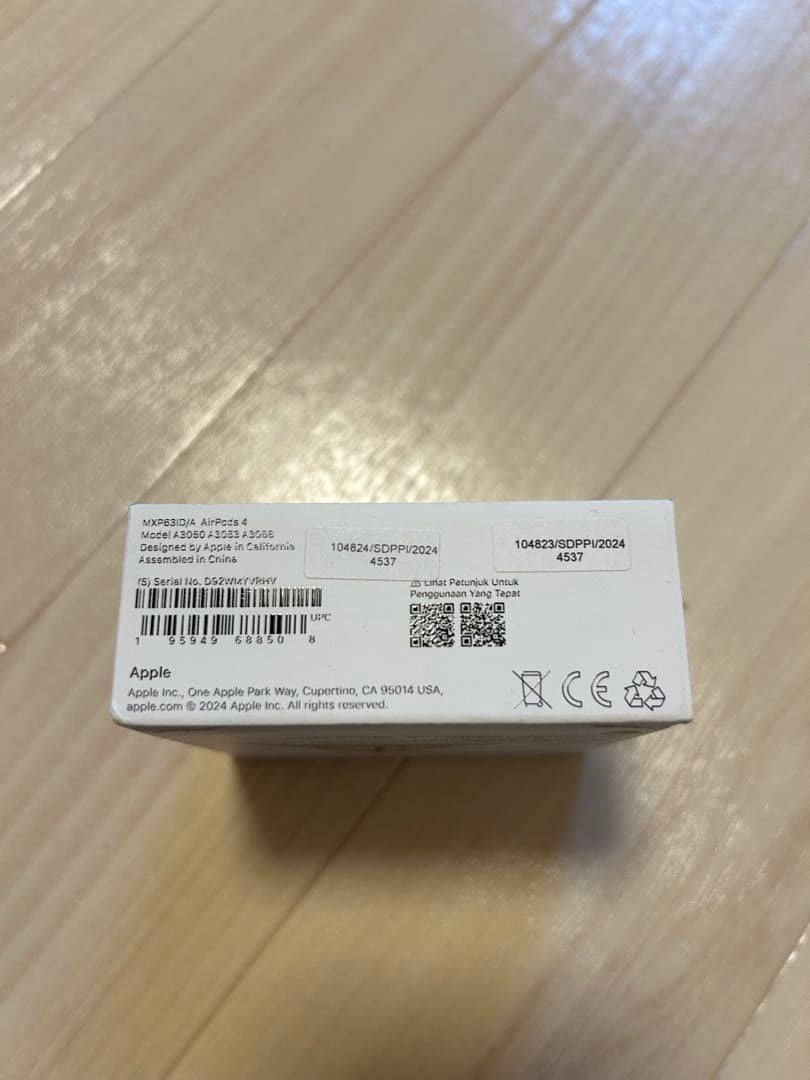 MXP63ID/A AirPods 4
Model A3050 A3053 A3058
Designed by Apple in California
Assembled in China
104824/SDPPI/2024
4537
104823/SDPPI/2024
4537
(S) Serial No.
UPC
1 95949 68850 8
⚠ Lihat Petunjuk Untuk
Penggunaan Yang Tepat
Apple
Apple Inc., One Apple Park Way, Cupertino, CA 95014 USA,
apple.com © 2024 Apple Inc. All rights reserved.
CE